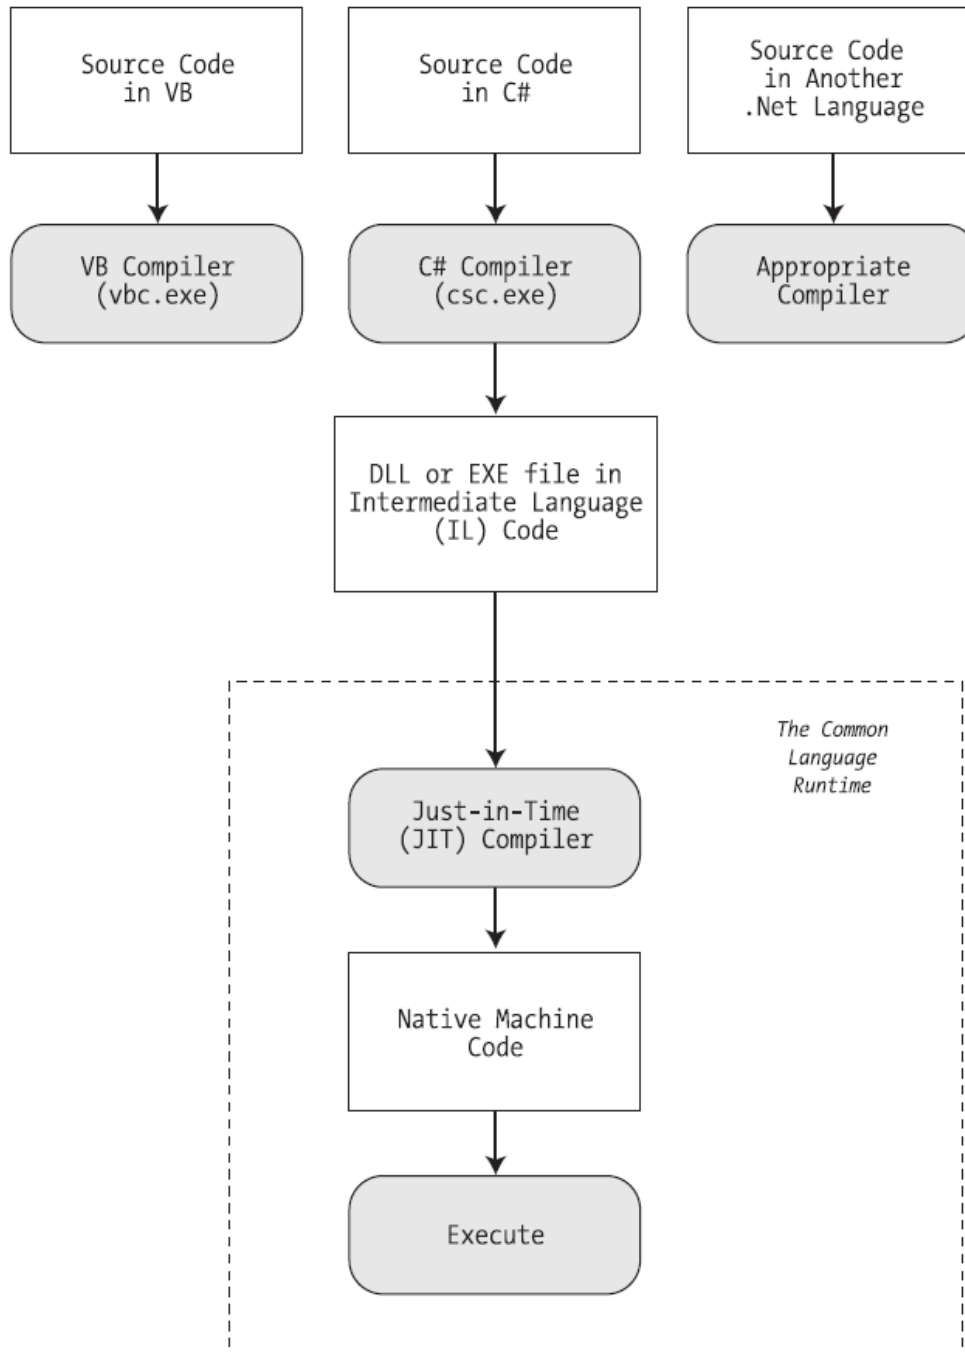 Source Code
in VB
Source Code
in C#
Source Code
in Another
.Net Language
VB Compiler
(vbc.exe)
C# Compiler
(csc.exe)
Appropriate
Compiler
DLL or EXE file in
Intermediate Language
(IL) Code
The Common
Language
Runtime
Just-in-Time
(JIT) Compiler
Native Machine
Code
Execute